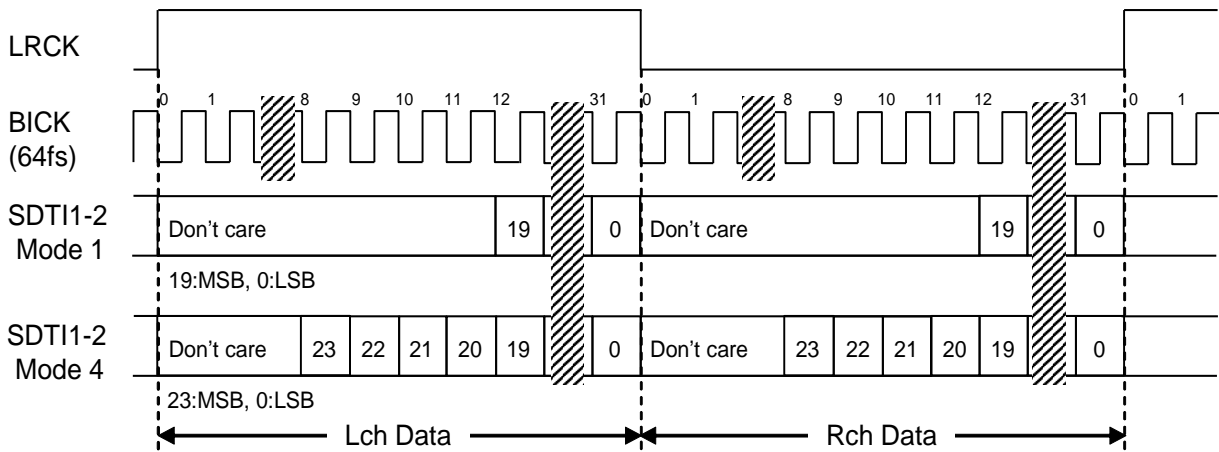 LRCK
0 1 8 9 10 11 12 31 0 1 8 9 10 11 12 31 0 1
BICK
(64fs)
SDTI1-2
Mode 1
Don’t care 19 0 Don’t care 19 0
19:MSB, 0:LSB
SDTI1-2
Mode 4
Don’t care 23 22 21 20 19 0 Don’t care 23 22 21 20 19 0
23:MSB, 0:LSB
Lch Data Rch Data